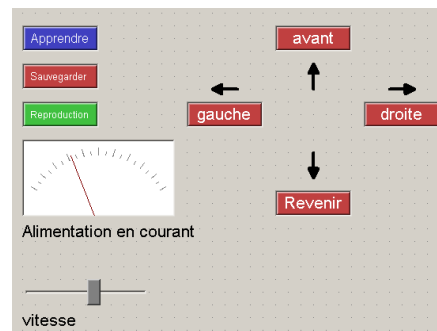 Apprendre
avant
Sauvegarder
Reproduction
gauche
droite
Revenir
Alimentation en courant
vitesse